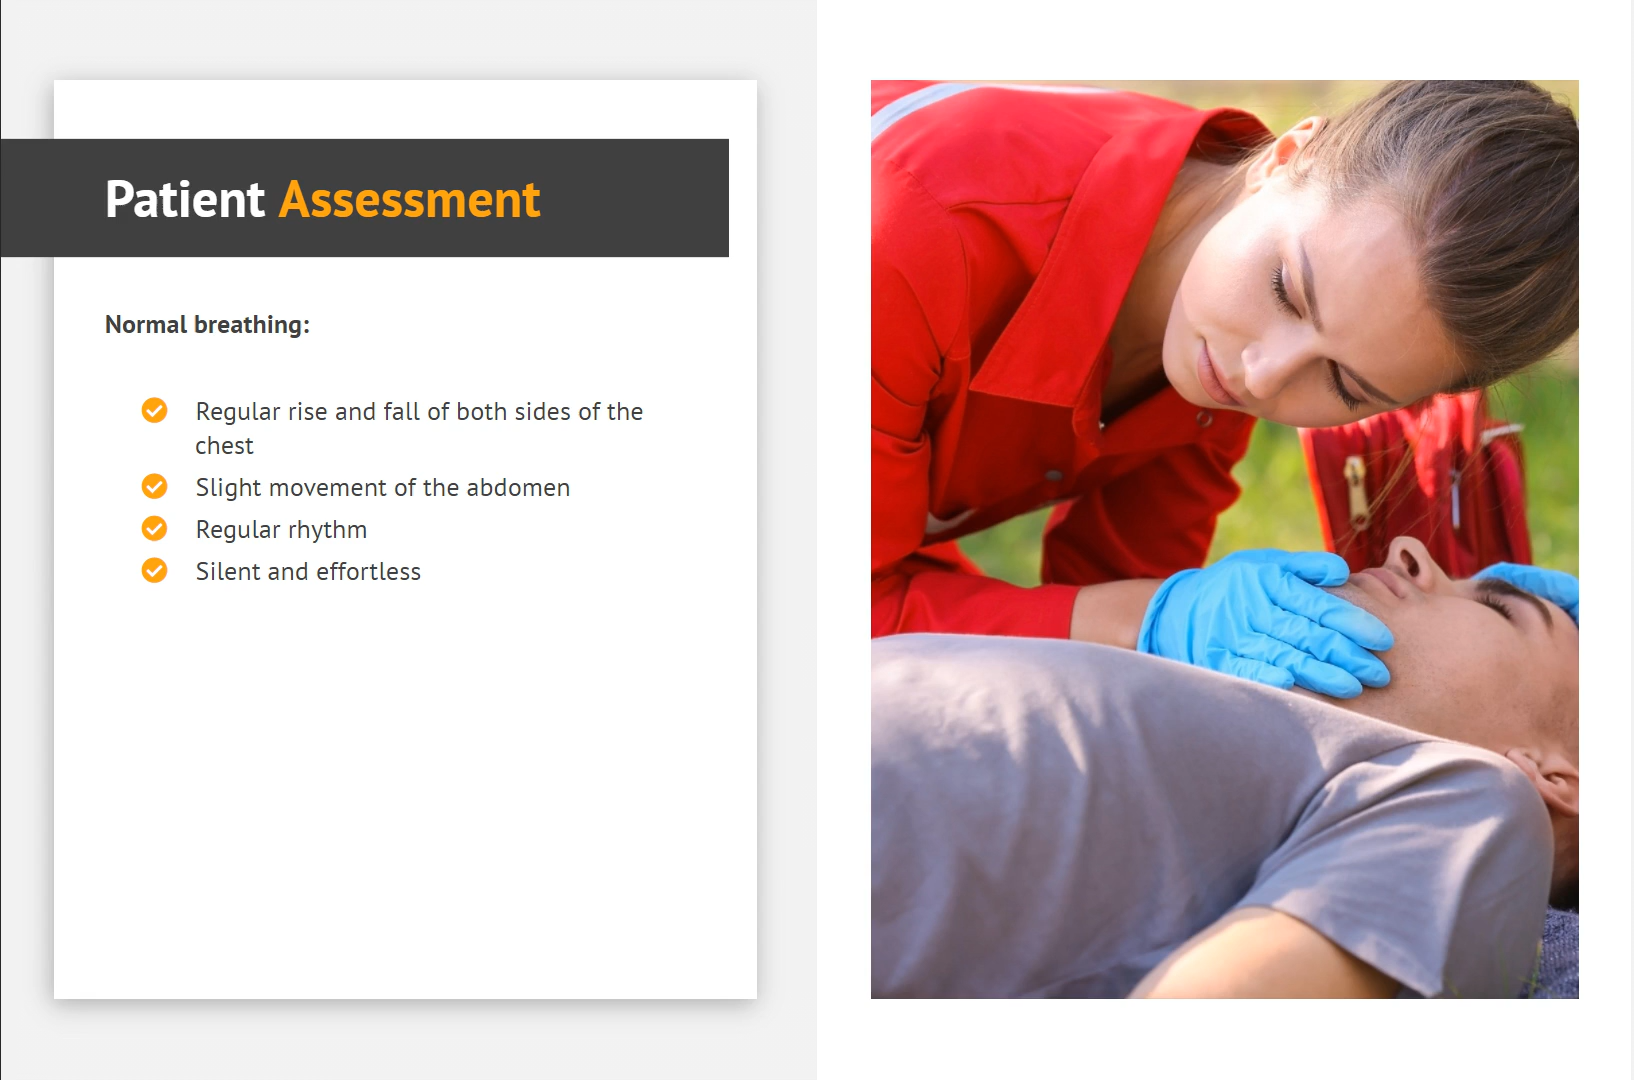 Patient Assessment
Normal breathing:
Regular rise and fall of both sides of the
chest
Slight movement of the abdomen
Regular rhythm
Silent and effortless